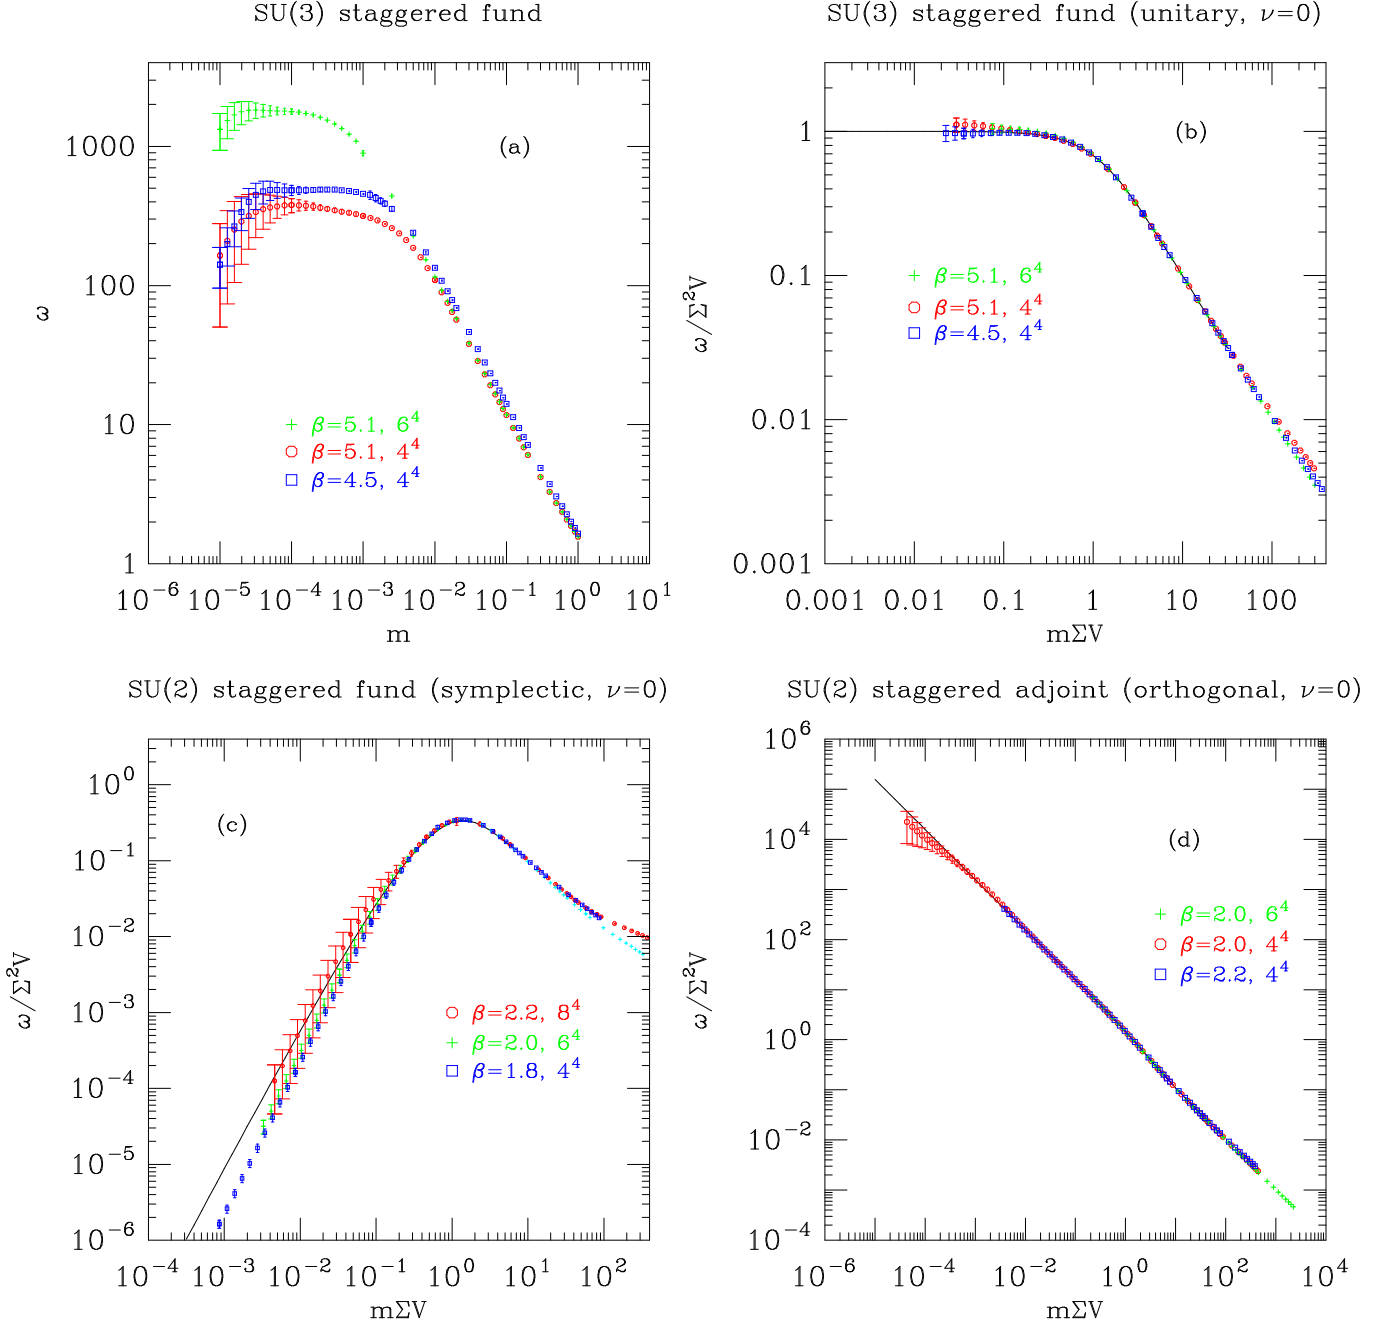 SU(3) staggered fund
1000
100
10
1
ω
(a)
β=5.1, 6⁴
β=5.1, 4⁴
β=4.5, 4⁴
10⁻⁶ 10⁻⁵ 10⁻⁴ 10⁻³ 10⁻² 10⁻¹ 10⁰ 10¹
m
SU(3) staggered fund (unitary, ν=0)
1
0.1
0.01
0.001
ω/Σ²V
(b)
β=5.1, 6⁴
β=5.1, 4⁴
β=4.5, 4⁴
0.001 0.01 0.1 1 10 100
mΣV
SU(2) staggered fund (symplectic, ν=0)
10⁰
10⁻¹
10⁻²
10⁻³
10⁻⁴
10⁻⁵
10⁻⁶
ω/Σ²V
(c)
β=2.2, 8⁴
β=2.0, 6⁴
β=1.8, 4⁴
10⁻⁴ 10⁻³ 10⁻² 10⁻¹ 10⁰ 10¹ 10²
mΣV
SU(2) staggered adjoint (orthogonal, ν=0)
10⁶
10⁴
10²
10⁰
10⁻²
10⁻⁴
ω/Σ²V
(d)
β=2.0, 6⁴
β=2.0, 4⁴
β=2.2, 4⁴
10⁻⁶ 10⁻⁴ 10⁻² 10⁰ 10² 10⁴
mΣV